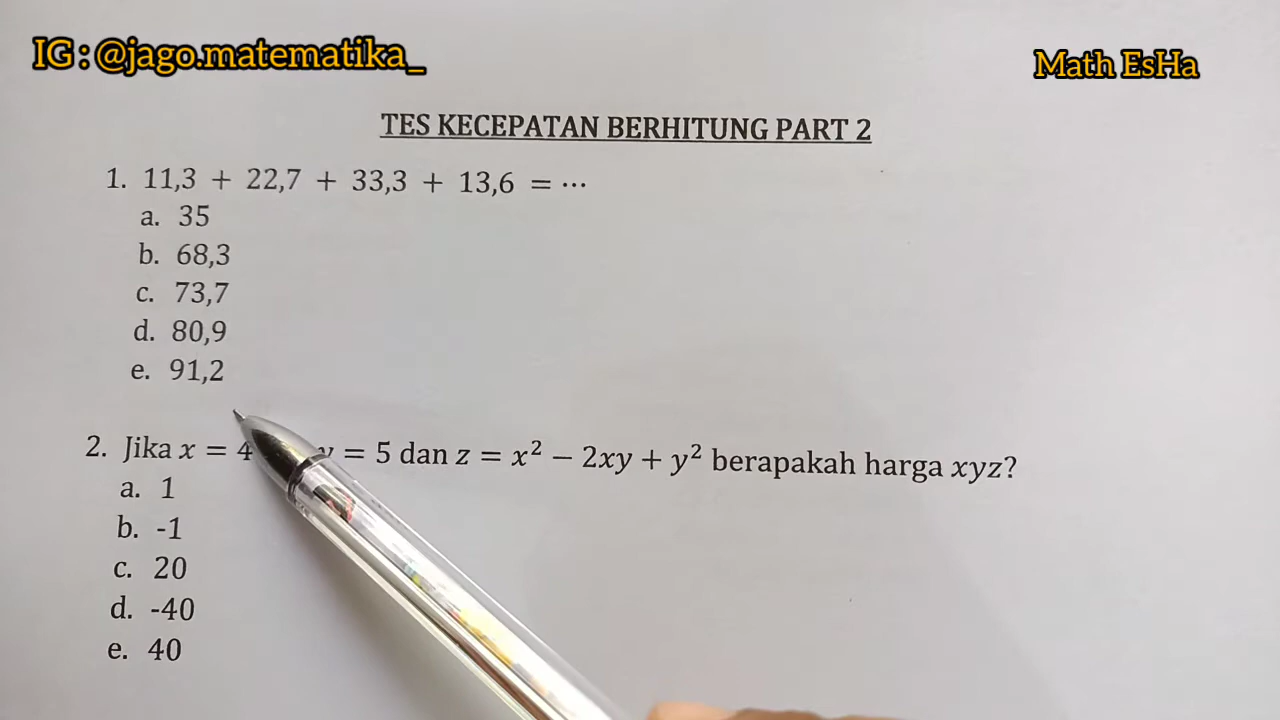 IG : @jago.matematika_
Math EsHa
TES KECEPATAN BERHITUNG PART 2
1. 11,3 + 22,7 + 33,3 + 13,6 = ⋯
a. 35
b. 68,3
c. 73,7
d. 80,9
e. 91,2
2. Jika x = 4 y = 5 dan z = x² − 2xy + y² berapakah harga xyz?
a. 1
b. -1
c. 20
d. -40
e. 40